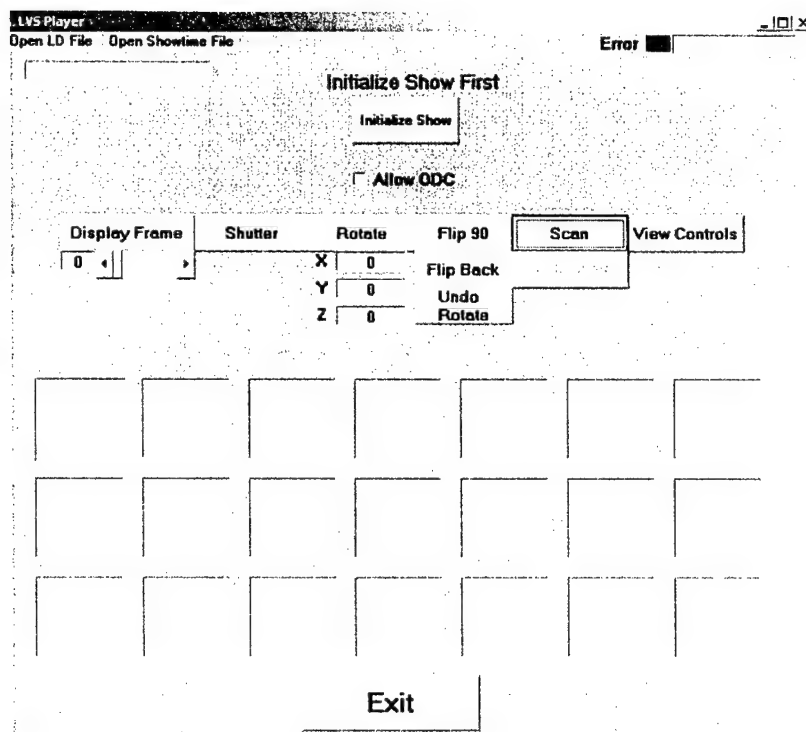 LVS Player
Open LD File Open Showtime File
Error
Initialize Show First
Initialize Show
Allow ODC
Display Frame Shutter Rotate Flip 90 Scan View Controls
0 X 0
Flip Back
Y 0
Undo
Z 0 Rotate
Exit